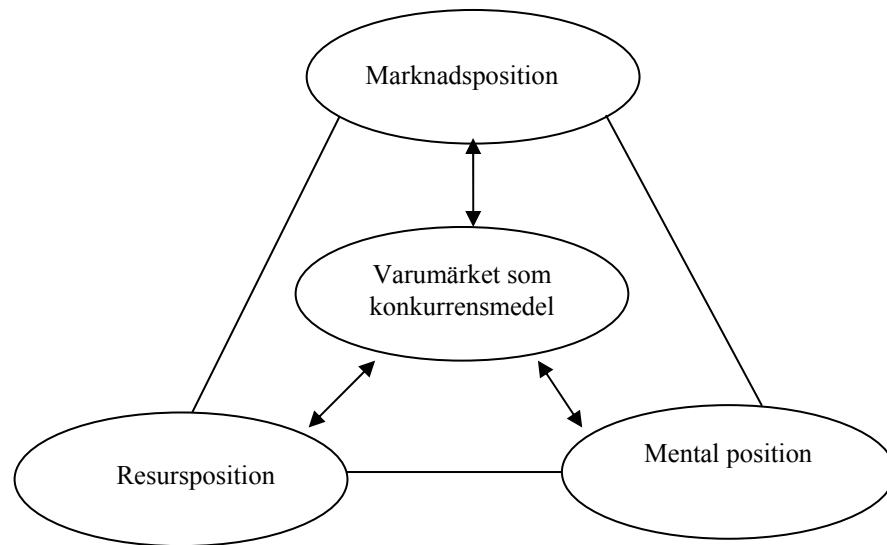 Marknadsposition
Varumärket som
konkurrensmedel
Resursposition
Mental position